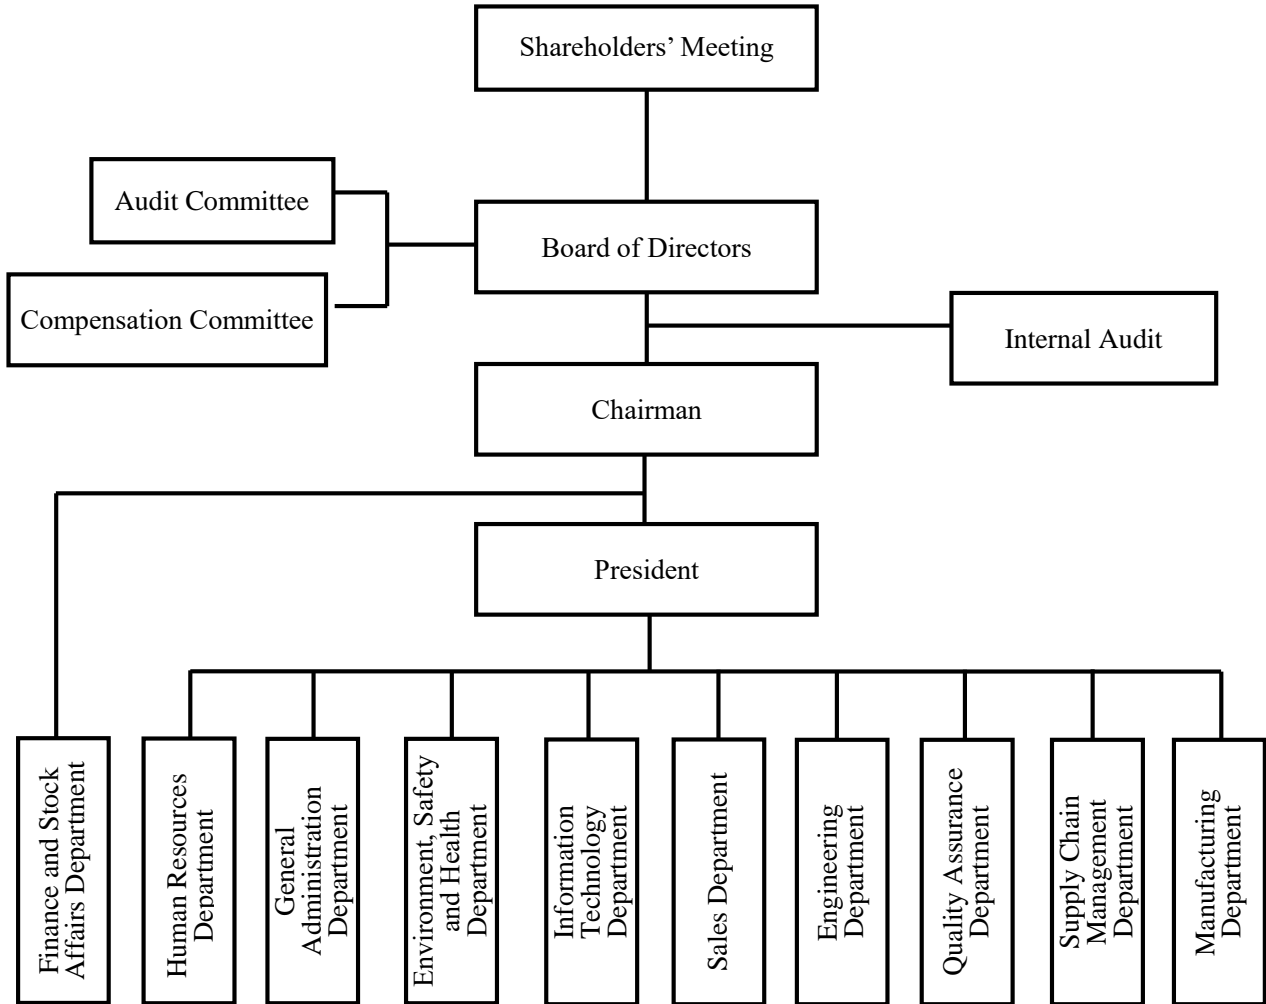 Shareholders’ Meeting
Audit Committee
Board of Directors
Compensation Committee
Internal Audit
Chairman
President
Finance and Stock
Affairs Department
Human Resources
Department
General
Administration
Department
Environment, Safety
and Health
Department
Information
Technology
Department
Sales Department
Engineering
Department
Quality Assurance
Department
Supply Chain
Management
Department
Manufacturing
Department